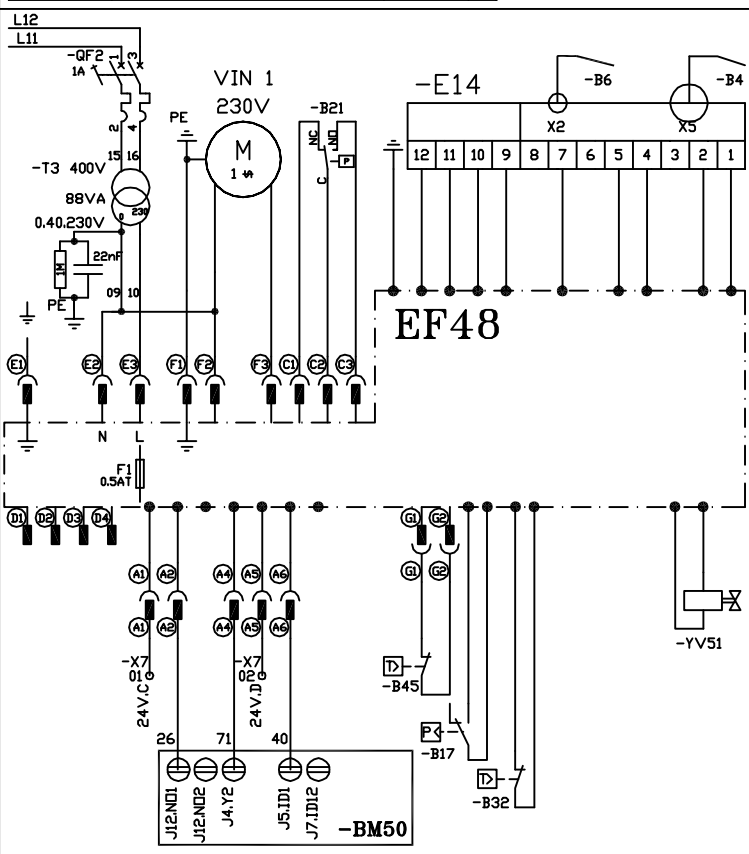 L12
L11
-QF2
1A
1 3
2 4
15 16
-T3 400V
88VA
0 230
0.40.230V
22nF
1M
PE
09 10
VIN 1
230V
PE
M
1
-B21
NC NO
C
P
-E14
-B6
-B4
X2
X5
12 11 10 9 8 7 6 5 4 3 2 1
EF48
E1 E2 E3 F1 F2 F3 C1 C2 C3
N L
F1
0.5AT
D1 D2 D3 D4
G1 G2
A1 A2 A4 A5 A6
G1 G2
A1 A2 A4 A5 A6
-X7
01
24V.C
-X7
02
24V.D
T>
-B45
-YV51
P<
-B17
T>
-B32
26 71 40
J12.NO1
J12.NO2
J4.Y2
J5.ID1
J7.ID12
-BM50